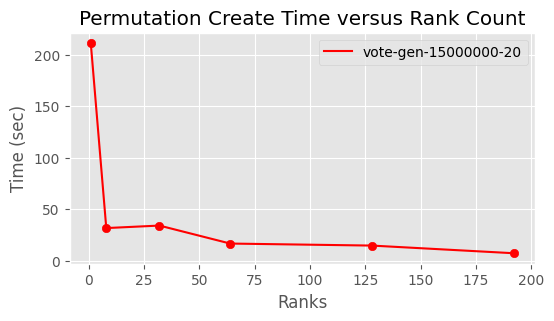 Permutation Create Time versus Rank Count
vote-gen-15000000-20
Time (sec)
200
150
100
50
0
0 25 50 75 100 125 150 175 200
Ranks